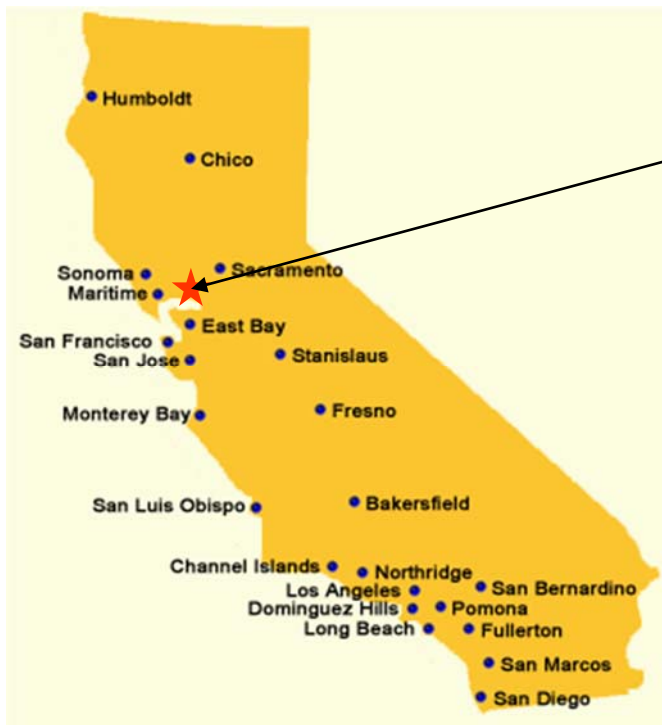 Humboldt
Chico
Sacramento
Sonoma
Maritime
East Bay
San Francisco
Stanislaus
San Jose
Monterey Bay
Fresno
San Luis Obispo
Bakersfield
Channel Islands
Northridge
Los Angeles
San Bernardino
Dominguez Hills
Pomona
Long Beach
Fullerton
San Marcos
San Diego